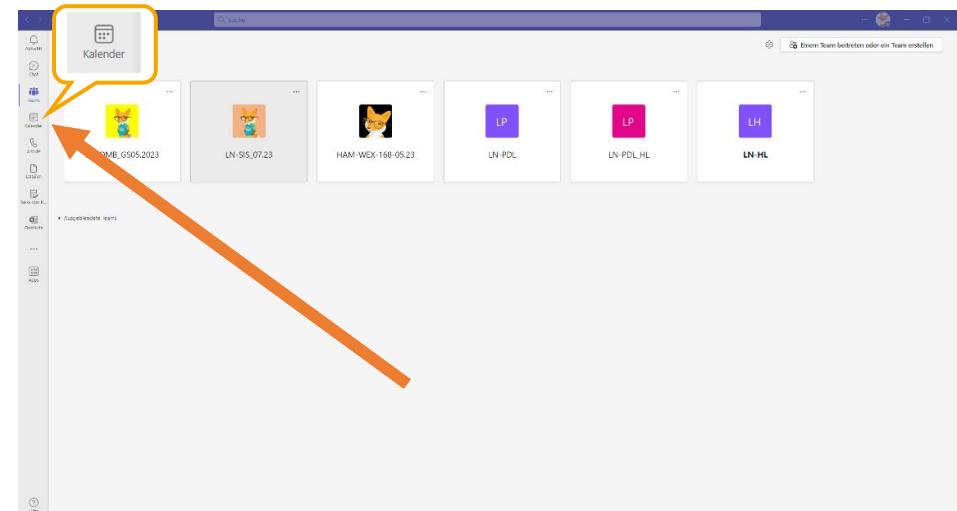 Suche
Kalender
Einem Team beitreten oder ein Team erstellen
Aktivität
Chat
Teams
Kalender
Anrufe
Dateien
Apps
LN-SIS_07.23
HAM-WEX-168-05.23
LP
LN-PDL
LP
LN-PDL_HL
LH
LN-HL
Ausgeblendete Teams